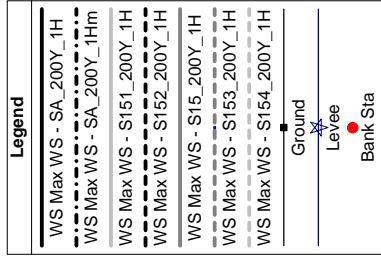 Legend
WS Max WS - SA_200Y_1H
WS Max WS - SA_200Y_1Hm
WS Max WS - S151_200Y_1H
WS Max WS - S152_200Y_1H
WS Max WS - S15_200Y_1H
WS Max WS - S153_200Y_1H
WS Max WS - S154_200Y_1H
Ground
Levee
Bank Sta